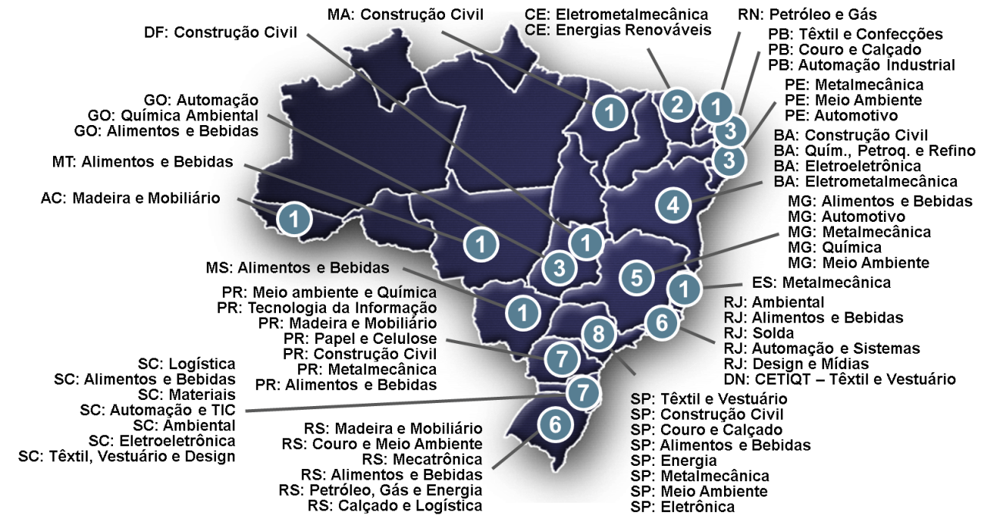 MA: Construção Civil
DF: Construção Civil
CE: Eletrometalmecânica
CE: Energias Renováveis
RN: Petróleo e Gás
PB: Têxtil e Confecções
PB: Couro e Calçado
PB: Automação Industrial
PE: Metalmecânica
PE: Meio Ambiente
PE: Automotivo
GO: Automação
GO: Química Ambiental
GO: Alimentos e Bebidas
MT: Alimentos e Bebidas
AC: Madeira e Mobiliário
BA: Construção Civil
BA: Quím., Petroq. e Refino
BA: Eletroeletrônica
BA: Eletrometalmecânica
MG: Alimentos e Bebidas
MG: Automotivo
MG: Metalmecânica
MG: Química
MG: Meio Ambiente
ES: Metalmecânica
1
2
1
3
3
4
1
1
1
3
5
1
1
6
8
7
7
6
MS: Alimentos e Bebidas
PR: Meio ambiente e Química
PR: Tecnologia da Informação
PR: Madeira e Mobiliário
PR: Papel e Celulose
PR: Construção Civil
PR: Metalmecânica
PR: Alimentos e Bebidas
RJ: Ambiental
RJ: Alimentos e Bebidas
RJ: Solda
RJ: Automação e Sistemas
RJ: Design e Mídias
DN: CETIQT – Têxtil e Vestuário
SC: Logística
SC: Alimentos e Bebidas
SC: Materiais
SC: Automação e TIC
SC: Ambiental
SC: Eletroeletrônica
SC: Têxtil, Vestuário e Design
RS: Madeira e Mobiliário
RS: Couro e Meio Ambiente
RS: Mecatrônica
RS: Alimentos e Bebidas
RS: Petróleo, Gás e Energia
RS: Calçado e Logística
SP: Têxtil e Vestuário
SP: Construção Civil
SP: Couro e Calçado
SP: Alimentos e Bebidas
SP: Energia
SP: Metalmecânica
SP: Meio Ambiente
SP: Eletrônica